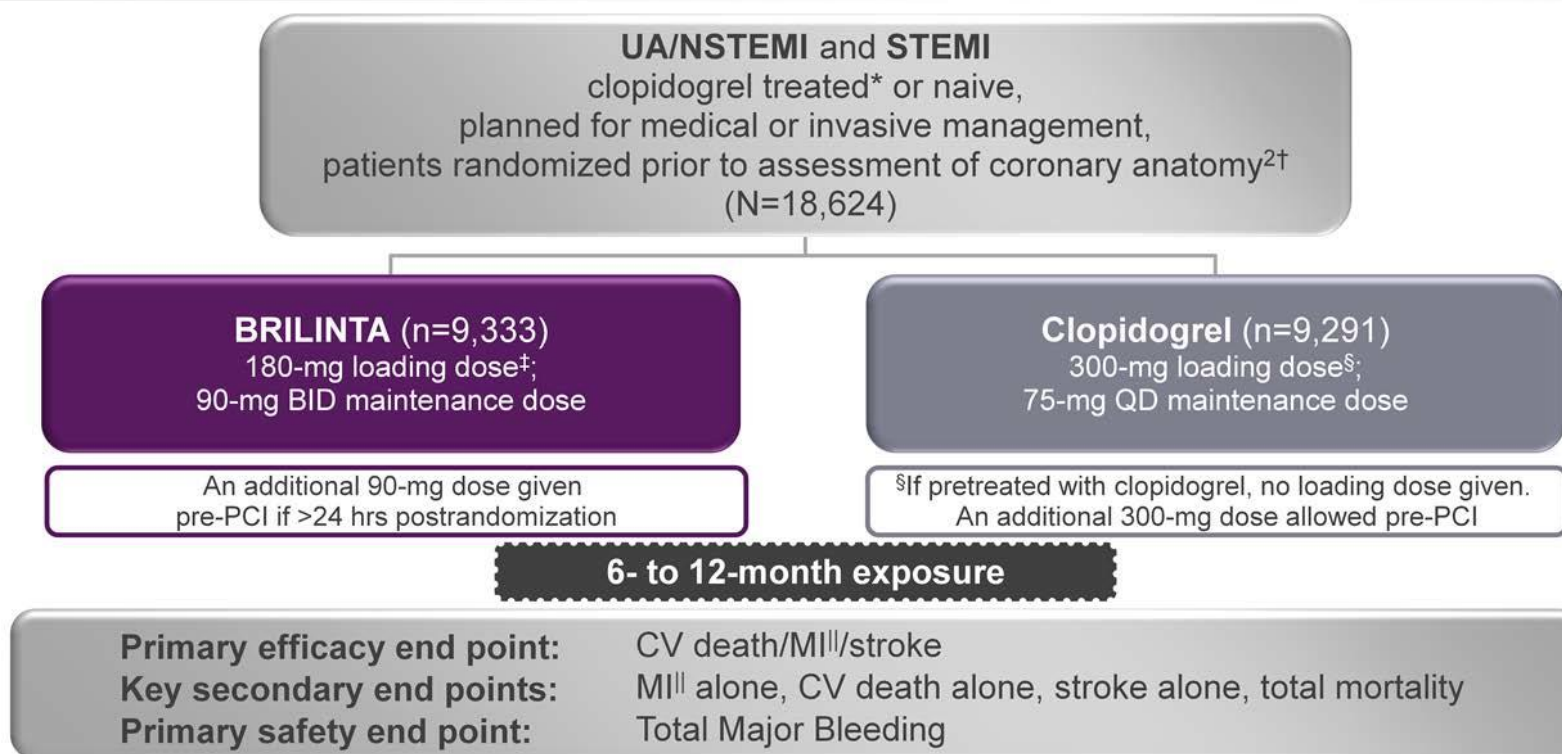 UA/NSTEMI and STEMI
clopidogrel treated* or naive,
planned for medical or invasive management,
patients randomized prior to assessment of coronary anatomy²†
(N=18,624)
BRILINTA (n=9,333)
180-mg loading dose‡;
90-mg BID maintenance dose
Clopidogrel (n=9,291)
300-mg loading dose§;
75-mg QD maintenance dose
An additional 90-mg dose given
pre-PCI if >24 hrs postrandomization
§If pretreated with clopidogrel, no loading dose given.
An additional 300-mg dose allowed pre-PCI
6- to 12-month exposure
Primary efficacy end point: CV death/MI||/stroke
Key secondary end points: MI|| alone, CV death alone, stroke alone, total mortality
Primary safety end point: Total Major Bleeding